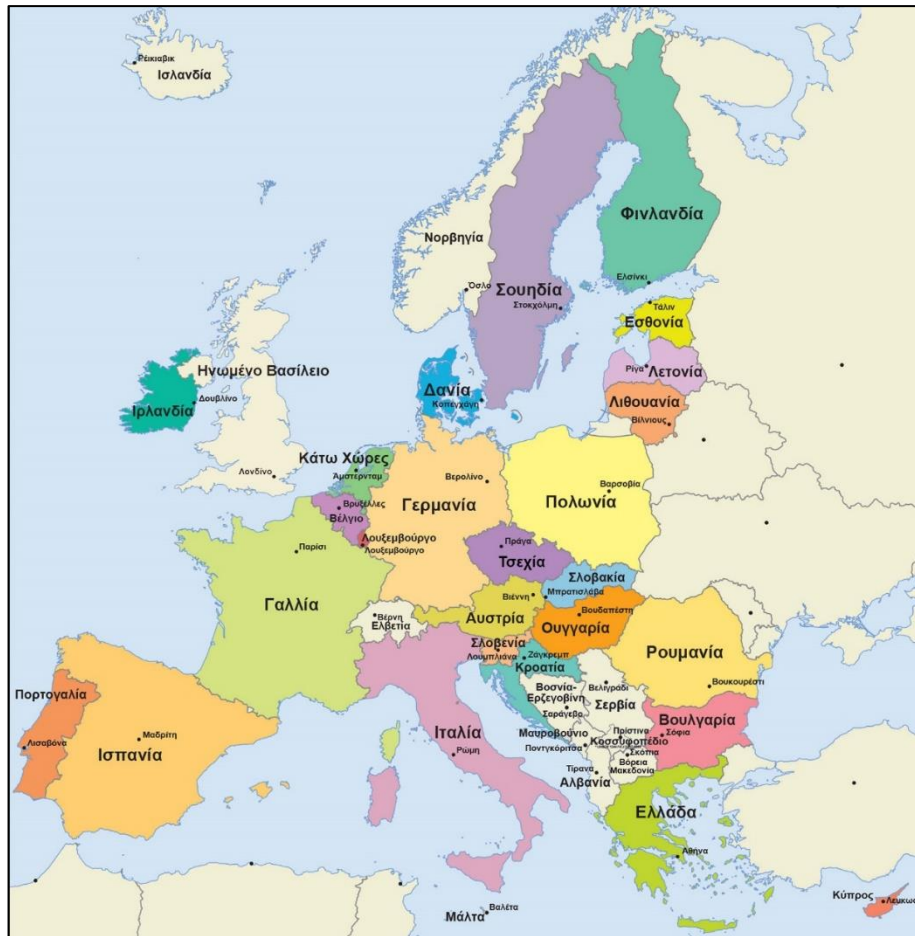 Ρέικιαβικ
Ισλανδία
Φινλανδία
Νορβηγία
Ελσίνκι
Όσλο
Σουηδία
Στοκχόλμη
Τάλιν
Εσθονία
Ηνωμένο Βασίλειο
Ρίγα
Λετονία
Δανία
Κοπεγχάγη
Δουβλίνο
Ιρλανδία
Λιθουανία
Βίλνιους
Κάτω Χώρες
Άμστερνταμ
Λονδίνο
Βερολίνο
Βαρσοβία
Γερμανία
Πολωνία
Βρυξέλλες
Βέλγιο
Λουξεμβούργο
Λουξεμβούργο
Παρίσι
Πράγα
Τσεχία
Σλοβακία
Μπρατισλάβα
Βιέννη
Γαλλία
Αυστρία
Βουδαπέστη
Ουγγαρία
Βέρνη
Ελβετία
Σλοβενία
Λουμπλιάνα
Ζάγκρεμπ
Κροατία
Ρουμανία
Βουκουρέστι
Βοσνία-
Ερζεγοβίνη
Σαράγεβο
Βελιγράδι
Σερβία
Πορτογαλία
Λισαβόνα
Μαδρίτη
Ισπανία
Ιταλία
Ρώμη
Μαυροβούνιο
Ποντγκόριτσα
Πρίστινα
Κοσσυφοπέδιο
Βουλγαρία
Σόφια
Σκόπια
Βόρεια
Μακεδονία
Τίρανα
Αλβανία
Ελλάδα
Αθήνα
Κύπρος
Λευκωσ
Βαλέτα
Μάλτα